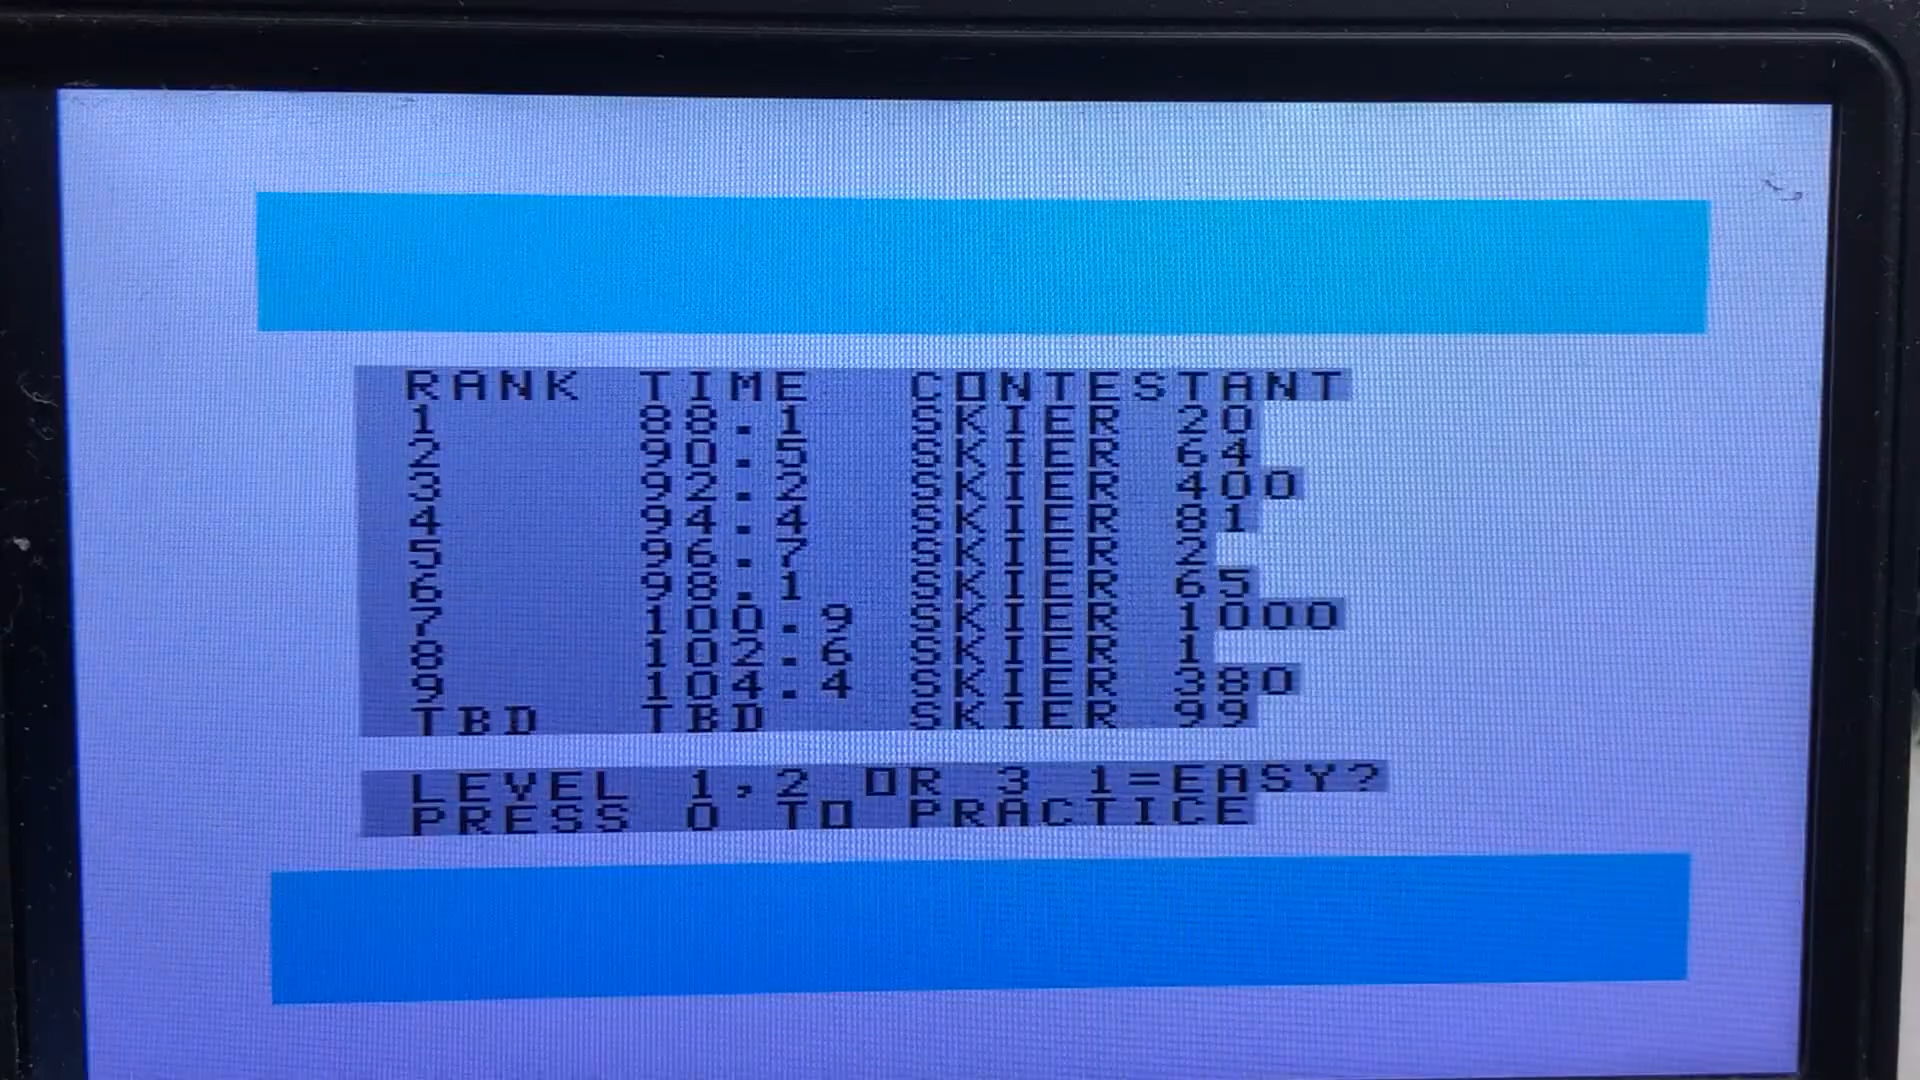 RANK TIME CONTESTANT
1 88.1 SKIER 20
2 90.5 SKIER 64
3 92.2 SKIER 400
4 94.4 SKIER 81
5 96.7 SKIER 2
6 98.1 SKIER 65
7 100.9 SKIER 1000
8 102.6 SKIER 1
9 104.4 SKIER 380
TBD TBD SKIER 99
LEVEL 1,2 OR 3 1=EASY?
PRESS 0 TO PRACTICE